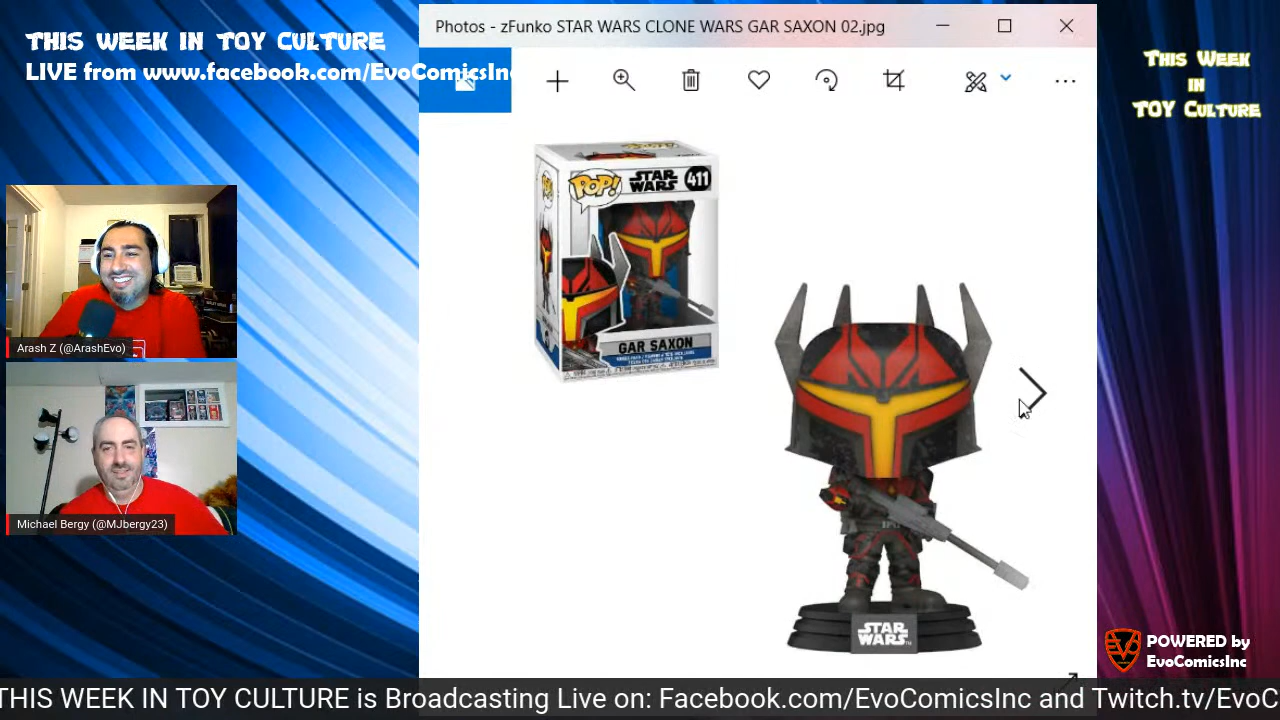 THIS WEEK IN TOY CULTURE
LIVE from www.facebook.com/EvoComicsInc
Photos - zFunko STAR WARS CLONE WARS GAR SAXON 02.jpg
This Week
in
TOY Culture
POP!
STAR
WARS
411
GAR SAXON
Arash Z (@ArashEvo)
Michael Bergy (@MJbergy23)
STAR
WARS
POWERED by
EvoComicsInc
THIS WEEK IN TOY CULTURE is Broadcasting Live on: Facebook.com/EvoComicsInc and Twitch.tv/EvoC